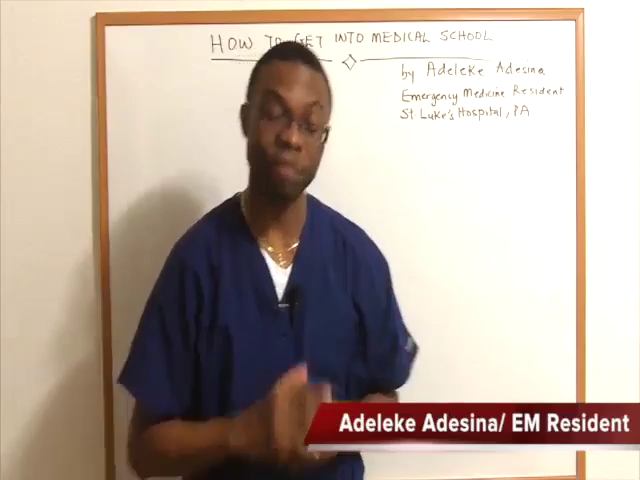 HOW TO GET INTO MEDICAL SCHOOL
by Adeleke Adesina
Emergency Medicine Resident
St. Luke's Hospital, PA
Adeleke Adesina/ EM Resident